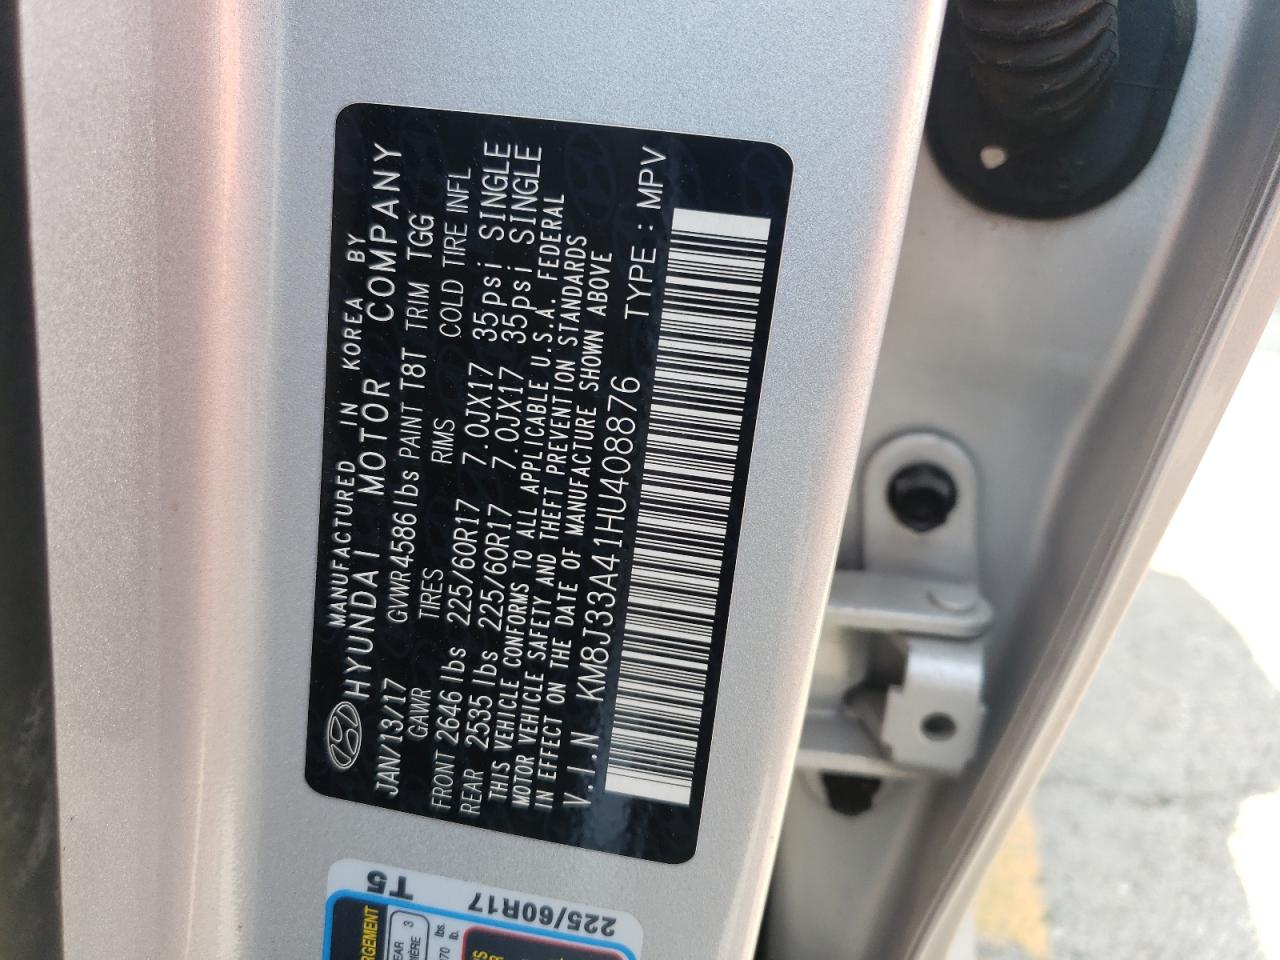 MANUFACTURED IN KOREA BY
HYUNDAI MOTOR COMPANY
JAN/13/17 GVWR 4586lbs PAINT T8T TRIM TGG
GAWR TIRES RIMS COLD TIRE INFL
FRONT 2646 lbs 225/60R17 7.0JX17 35psi SINGLE
REAR 2535 lbs 225/60R17 7.0JX17 35psi SINGLE
THIS VEHICLE CONFORMS TO ALL APPLICABLE U.S.A. FEDERAL
MOTOR VEHICLE SAFETY AND THEFT PREVENTION STANDARDS
IN EFFECT ON THE DATE OF MANUFACTURE SHOWN ABOVE
V.I.N KM8J33A41HU408876 TYPE : MPV
T5
225/60R17